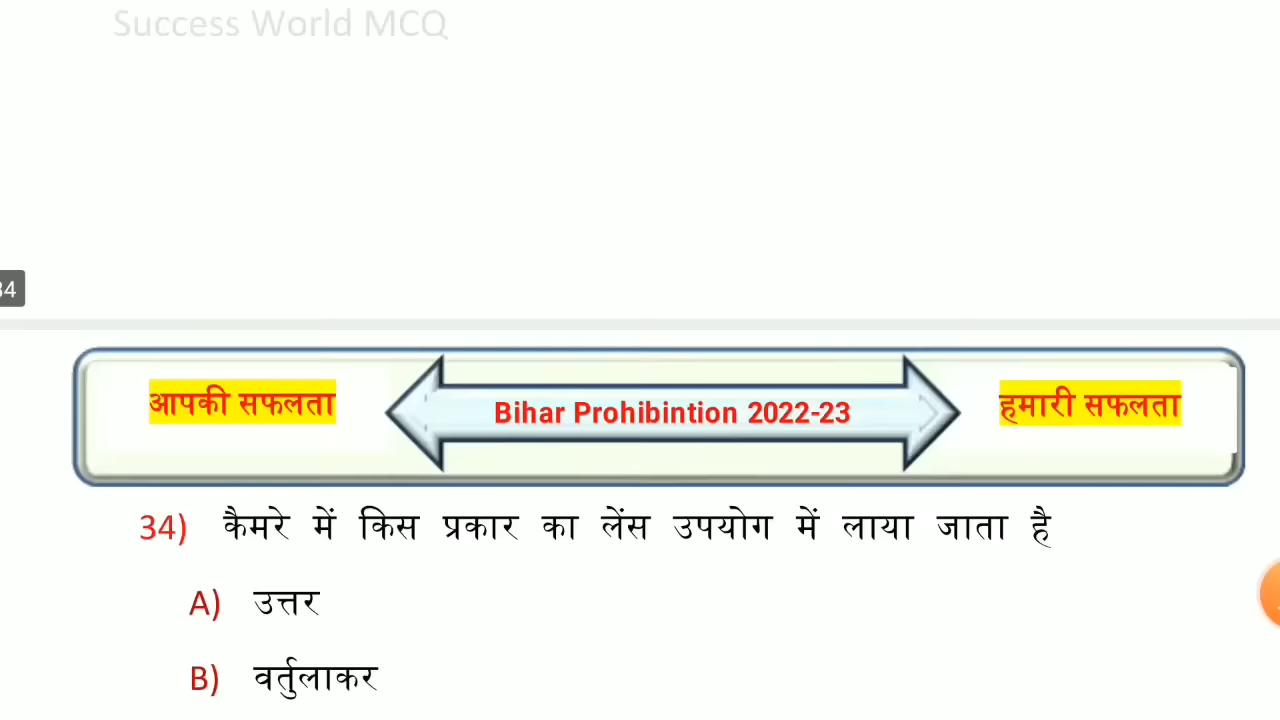 Success World MCQ
34
आपकी सफलता
Bihar Prohibintion 2022-23
हमारी सफलता
34) कैमरे में किस प्रकार का लेंस उपयोग में लाया जाता है
A) उत्तर
B) वर्तुलाकर